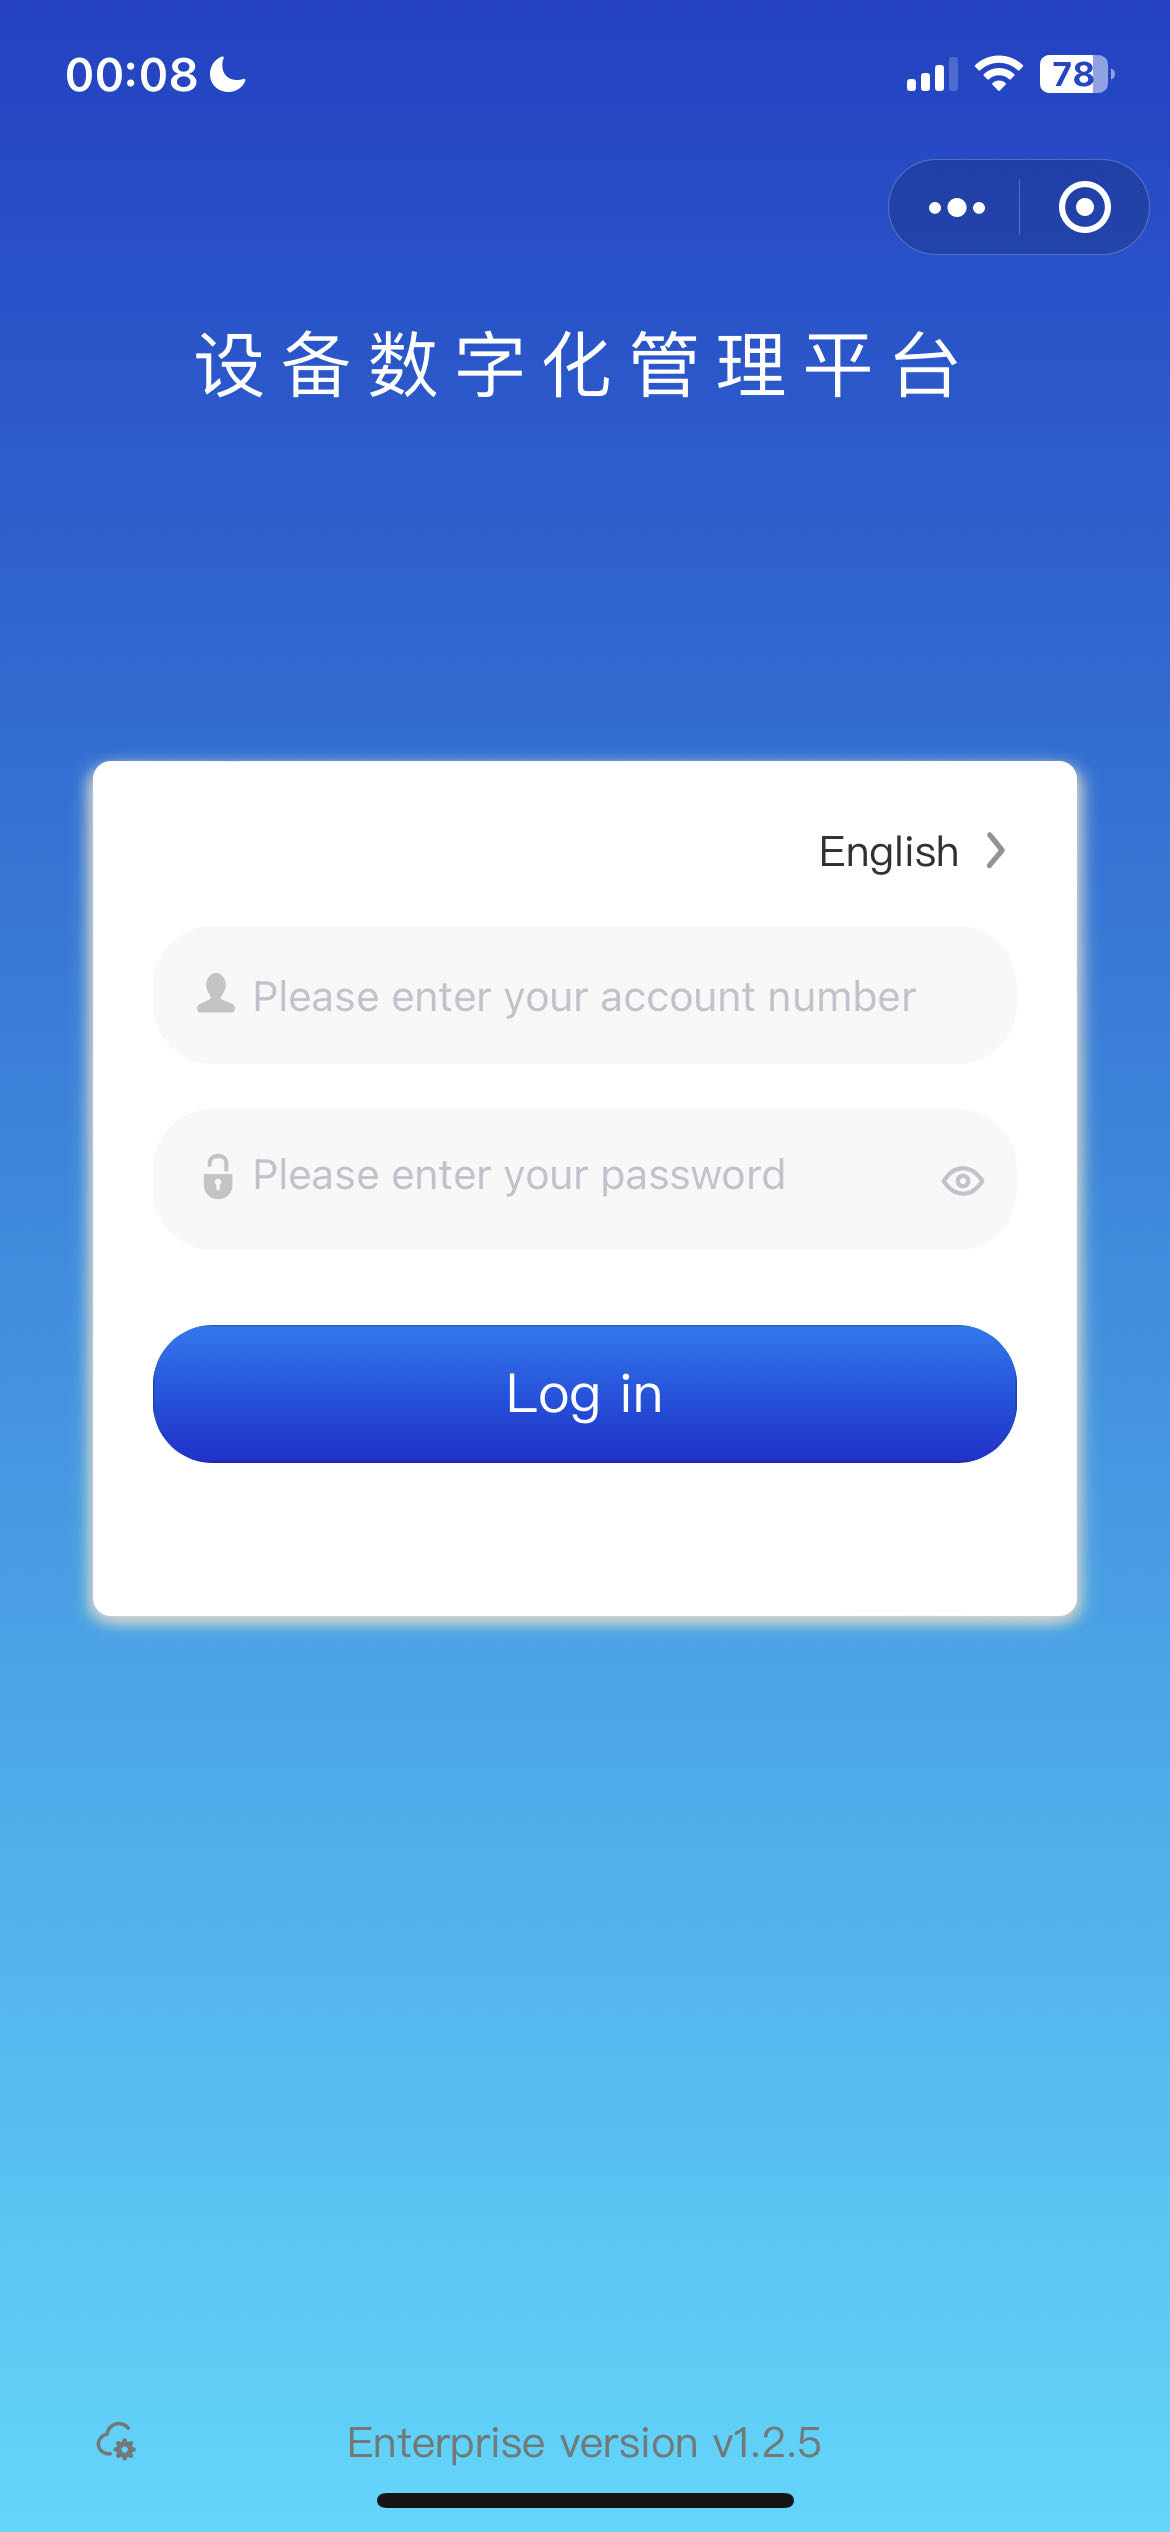 00:08
78
设备数字化管理平台
English
Please enter your account number
Please enter your password
Log in
Enterprise version v1.2.5